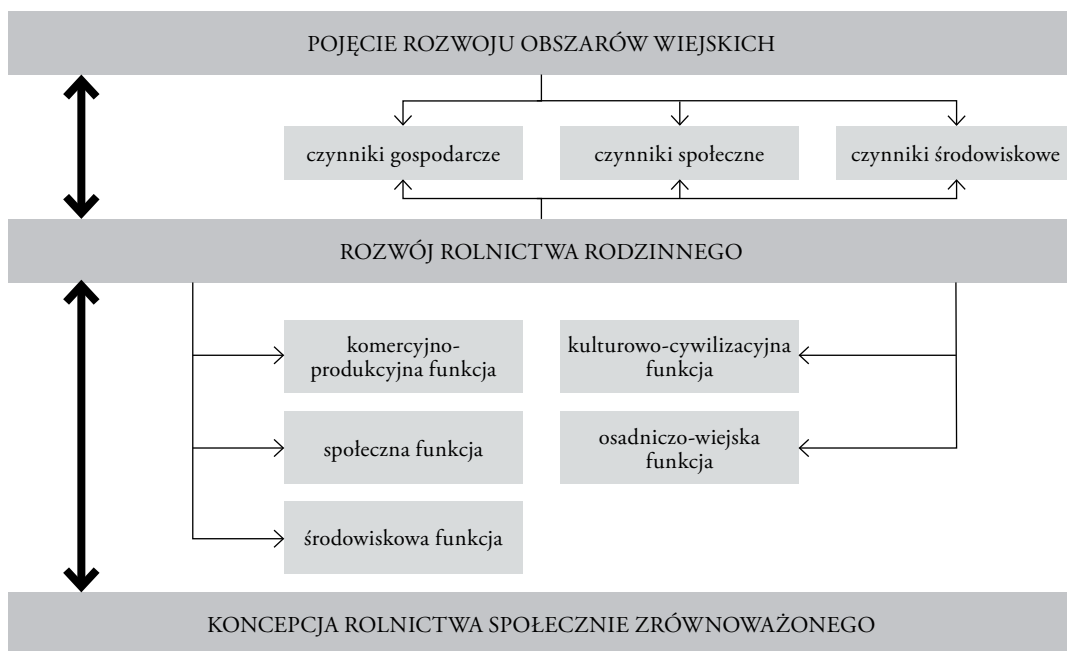 POJĘCIE ROZWOJU OBSZARÓW WIEJSKICH
czynniki gospodarcze
czynniki społeczne
czynniki środowiskowe
ROZWÓJ ROLNICTWA RODZINNEGO
komercyjno-
produkcyjna funkcja
kulturowo-cywilizacyjna
funkcja
społeczna funkcja
osadniczo-wiejska
funkcja
środowiskowa funkcja
KONCEPCJA ROLNICTWA SPOŁECZNIE ZRÓWNOWAŻONEGO